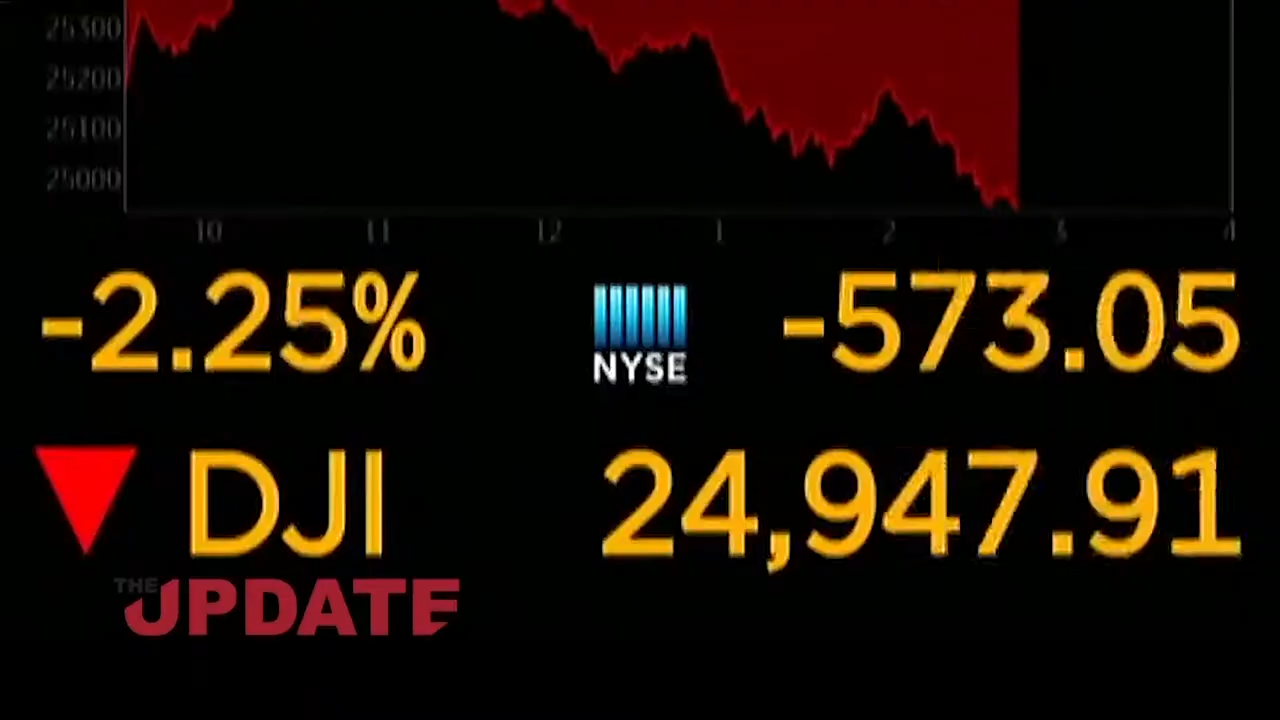 25300
25200
25100
25000
10 11 12 1 2 3 4
-2.25% NYSE -573.05
DJI 24,947.91
THE
UPDATE